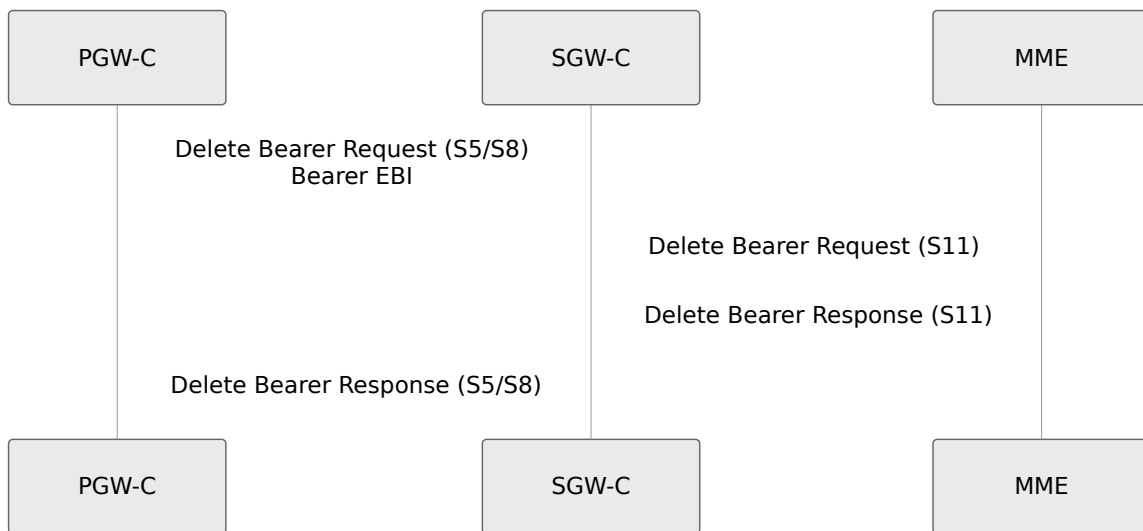 PGW-C
SGW-C
MME
Delete Bearer Request (S5/S8)
Bearer EBI
Delete Bearer Request (S11)
Delete Bearer Response (S11)
Delete Bearer Response (S5/S8)
PGW-C
SGW-C
MME